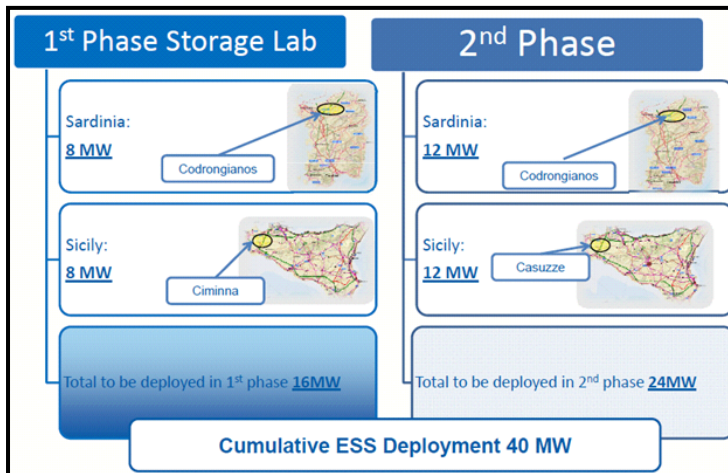 1st Phase Storage Lab
Sardinia:
8 MW
Codrongianos
Sicily:
8 MW
Ciminna
Total to be deployed in 1st phase 16MW
2nd Phase
Sardinia:
12 MW
Codrongianos
Sicily:
12 MW
Casuzze
Total to be deployed in 2nd phase 24MW
Cumulative ESS Deployment 40 MW